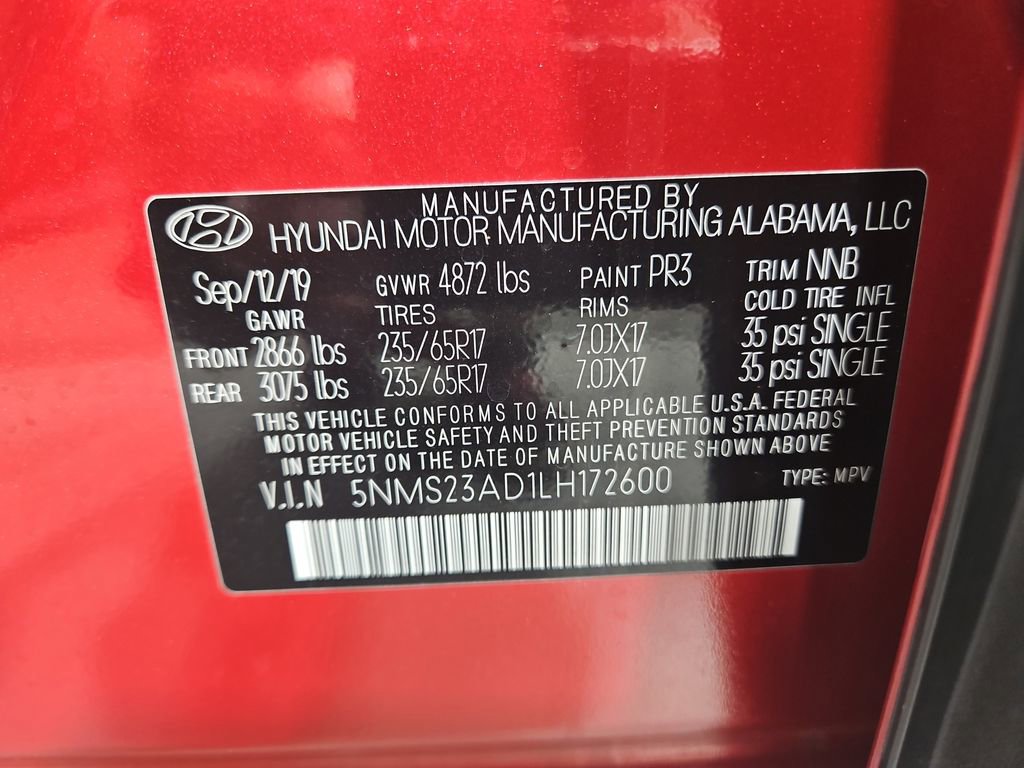 MANUFACTURED BY
HYUNDAI MOTOR MANUFACTURING ALABAMA, LLC
Sep/12/19 GVWR 4872 lbs PAINT PR3 TRIM NNB
GAWR TIRES RIMS COLD TIRE INFL
FRONT 2866 lbs 235/65R17 7.0JX17 35 psi SINGLE
REAR 3075 lbs 235/65R17 7.0JX17 35 psi SINGLE
THIS VEHICLE CONFORMS TO ALL APPLICABLE U.S.A. FEDERAL
MOTOR VEHICLE SAFETY AND THEFT PREVENTION STANDARDS
IN EFFECT ON THE DATE OF MANUFACTURE SHOWN ABOVE
V.I.N 5NMS23AD1LH172600 TYPE: MPV